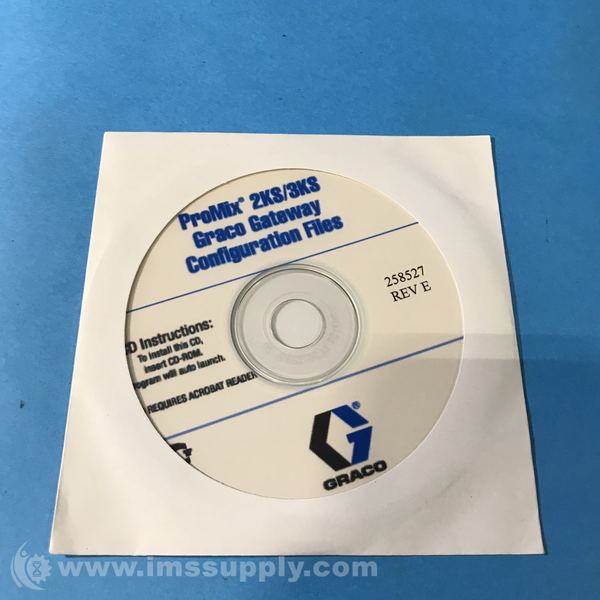 ProMix® 2KS/3KS
Graco Gateway
Configuration Files
258527
REV E
D Instructions:
To install this CD,
insert CD-ROM.
rogram will auto launch.
REQUIRES ACROBAT READER
G
®
GRACO
www.imssupply.com